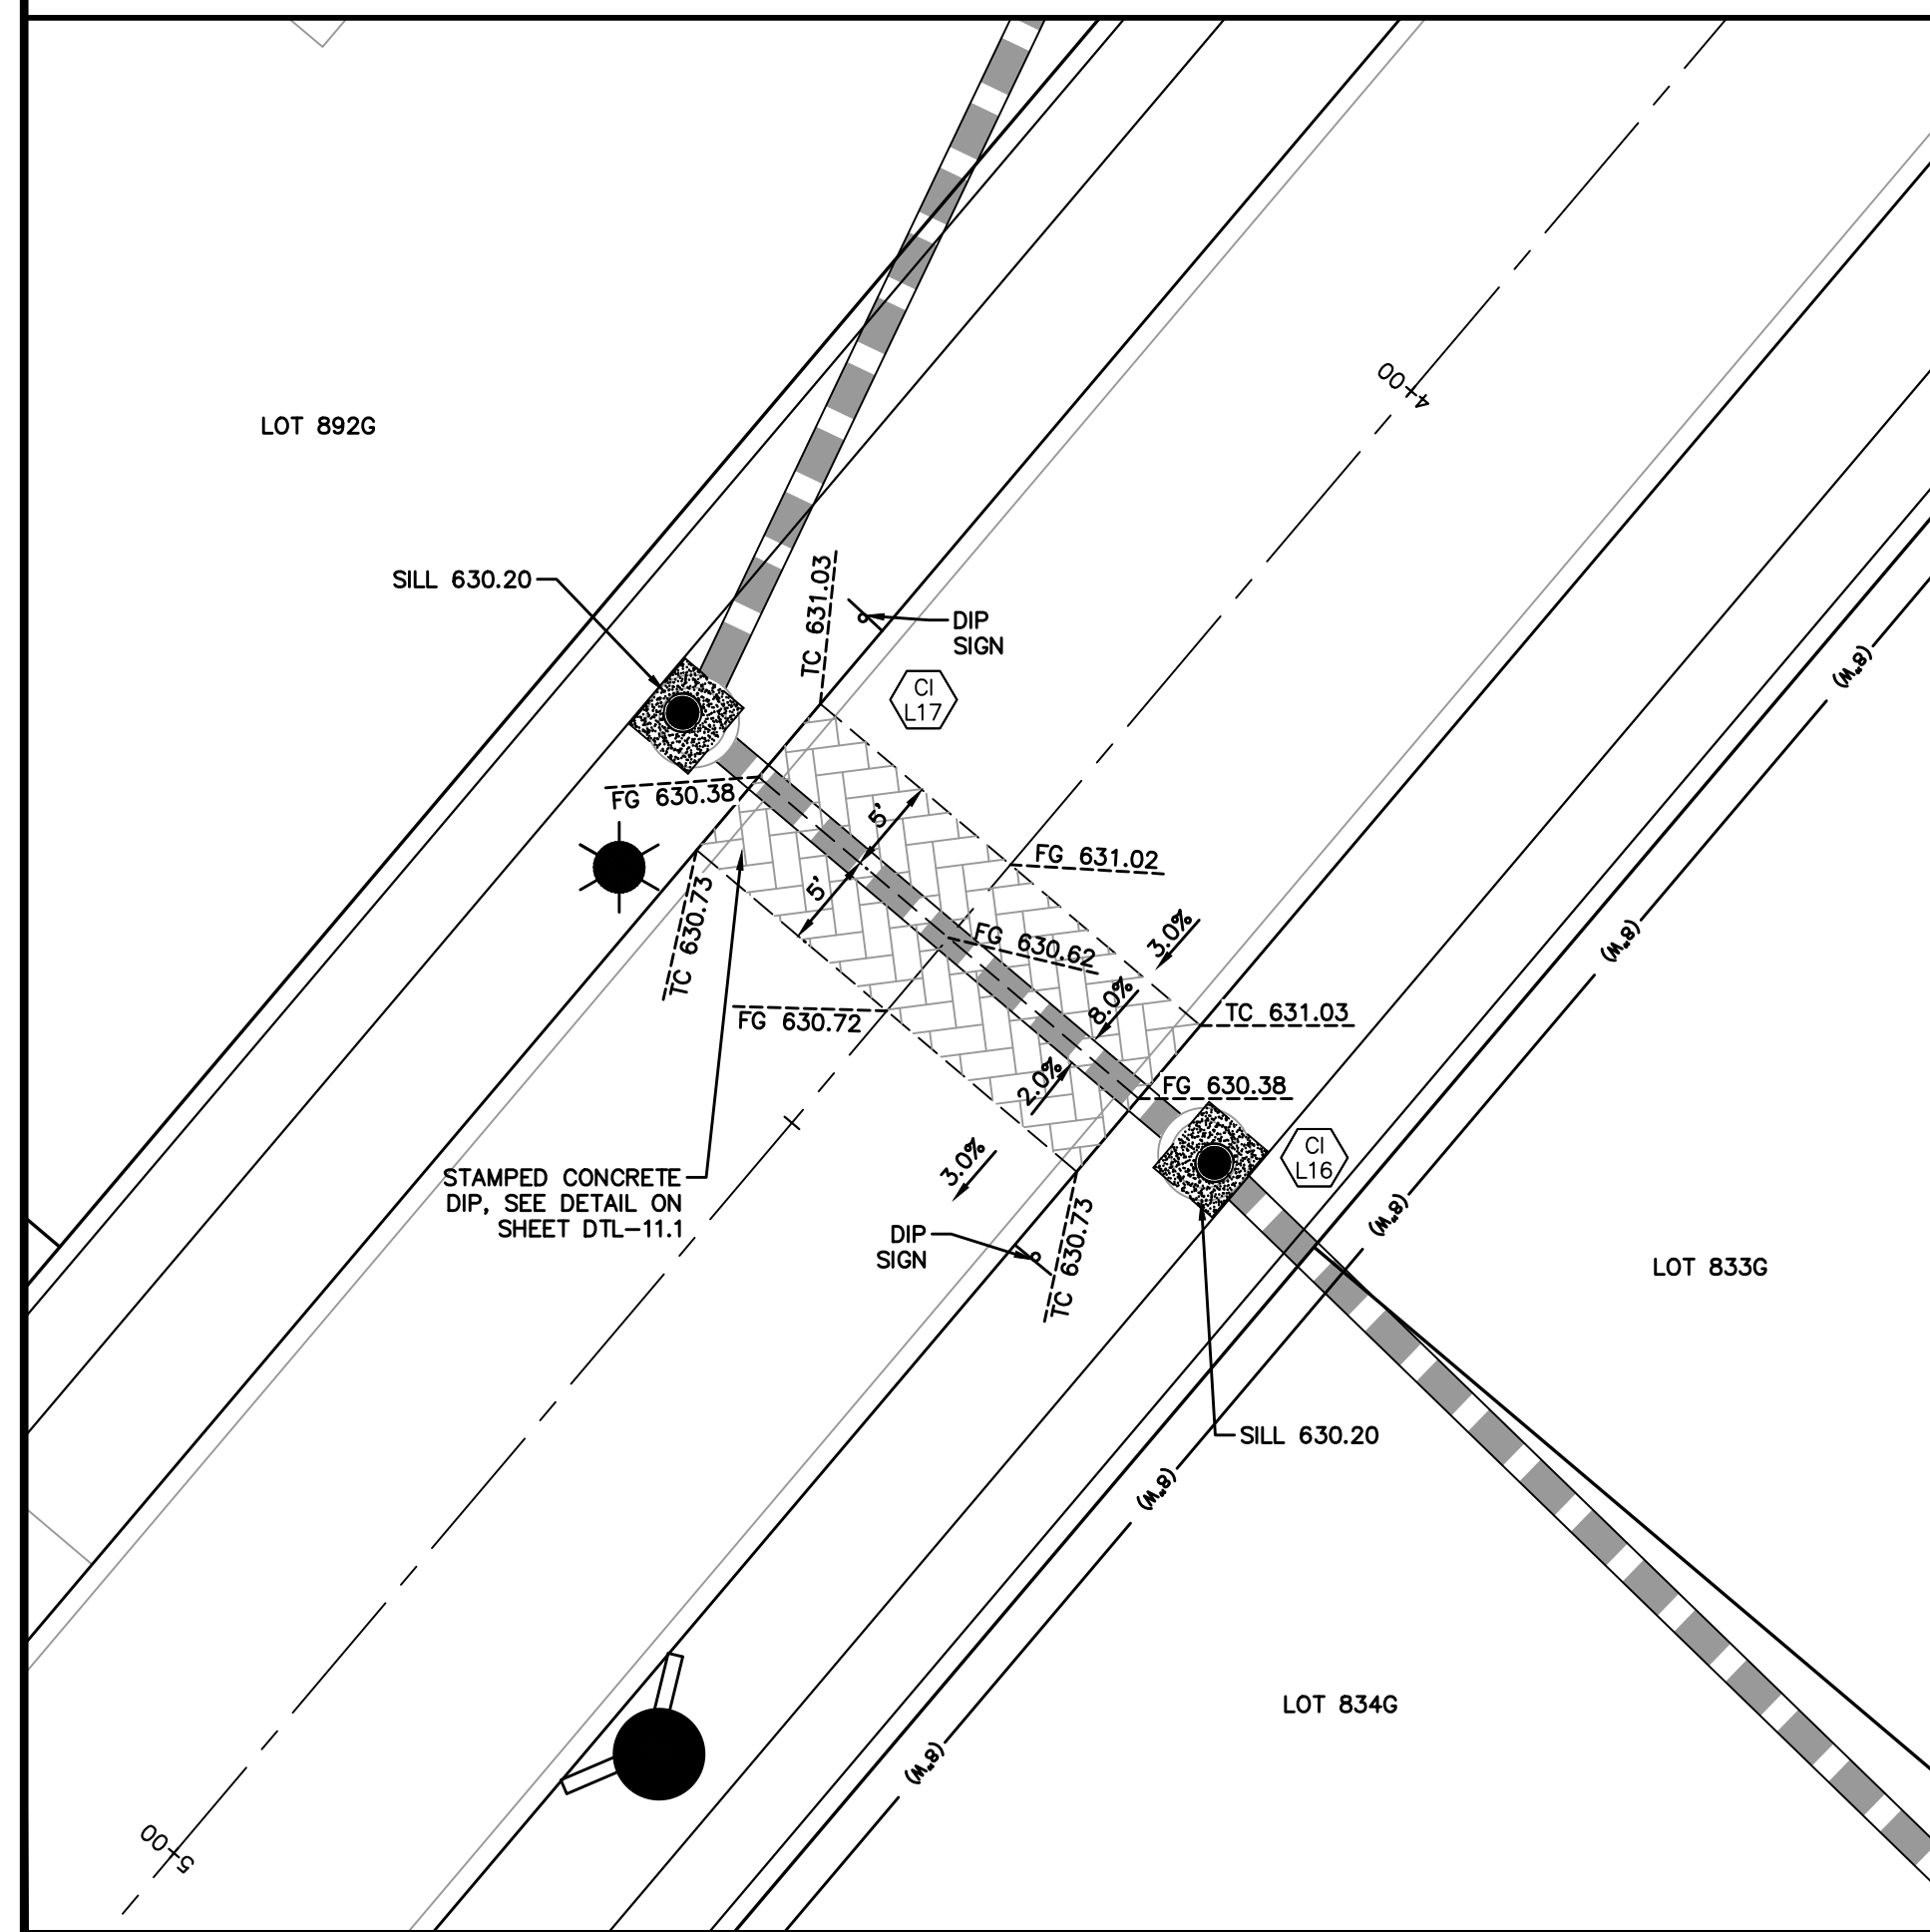 4+00
LOT 892G
SILL 630.20
TC 631.03
DIP
SIGN
CI
L17
(8"W)
FG 630.38
5'
5'
FG 631.02
TC 630.73
FG 630.62
3.0%
(8"W)
8.0%
FG 630.72
TC 631.03
2.0%
FG 630.38
STAMPED CONCRETE
DIP, SEE DETAIL ON
SHEET DTL-11.1
3.0%
CI
L16
(8"W)
DIP
SIGN
TC 630.73
LOT 833G
SILL 630.20
(8"W)
LOT 834G
(8"W)
5+00